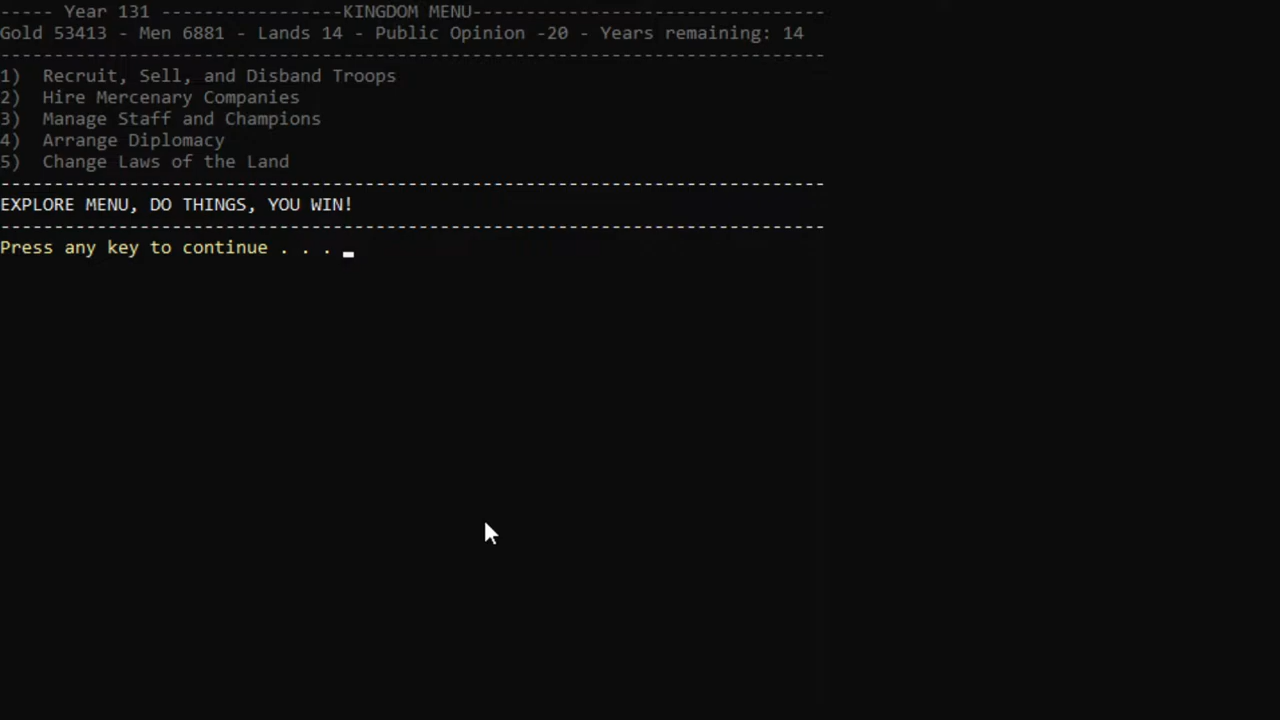 ----- Year 131 -----------------KINGDOM MENU---------------------------------
Gold 53413 - Men 6881 - Lands 14 - Public Opinion -20 - Years remaining: 14
-----------------------------------------------------------------------------
1)  Recruit, Sell, and Disband Troops
2)  Hire Mercenary Companies
3)  Manage Staff and Champions
4)  Arrange Diplomacy
5)  Change Laws of the Land
-----------------------------------------------------------------------------
EXPLORE MENU, DO THINGS, YOU WIN!
-----------------------------------------------------------------------------
Press any key to continue . . .